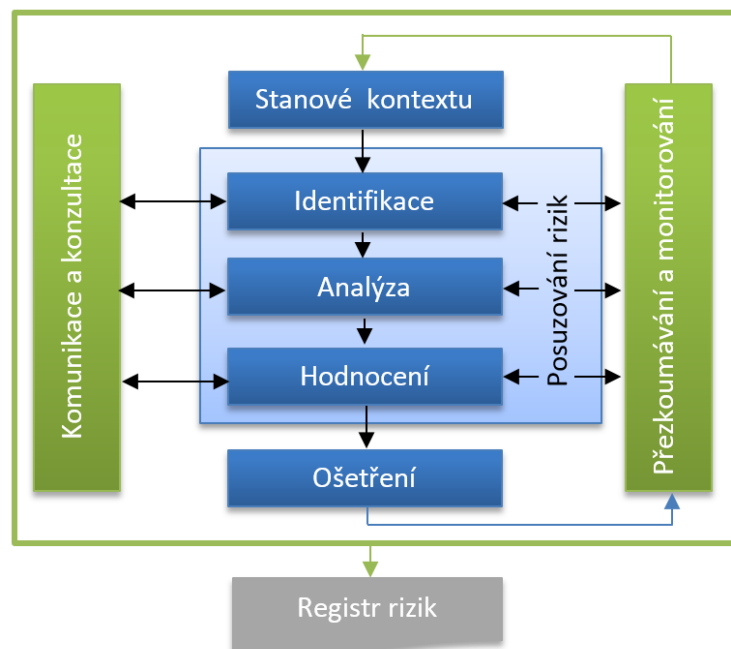 Stanové kontextu
Komunikace a konzultace
Identifikace
Analýza
Hodnocení
Posuzování rizik
Přezkoumávání a monitorování
Ošetření
Registr rizik